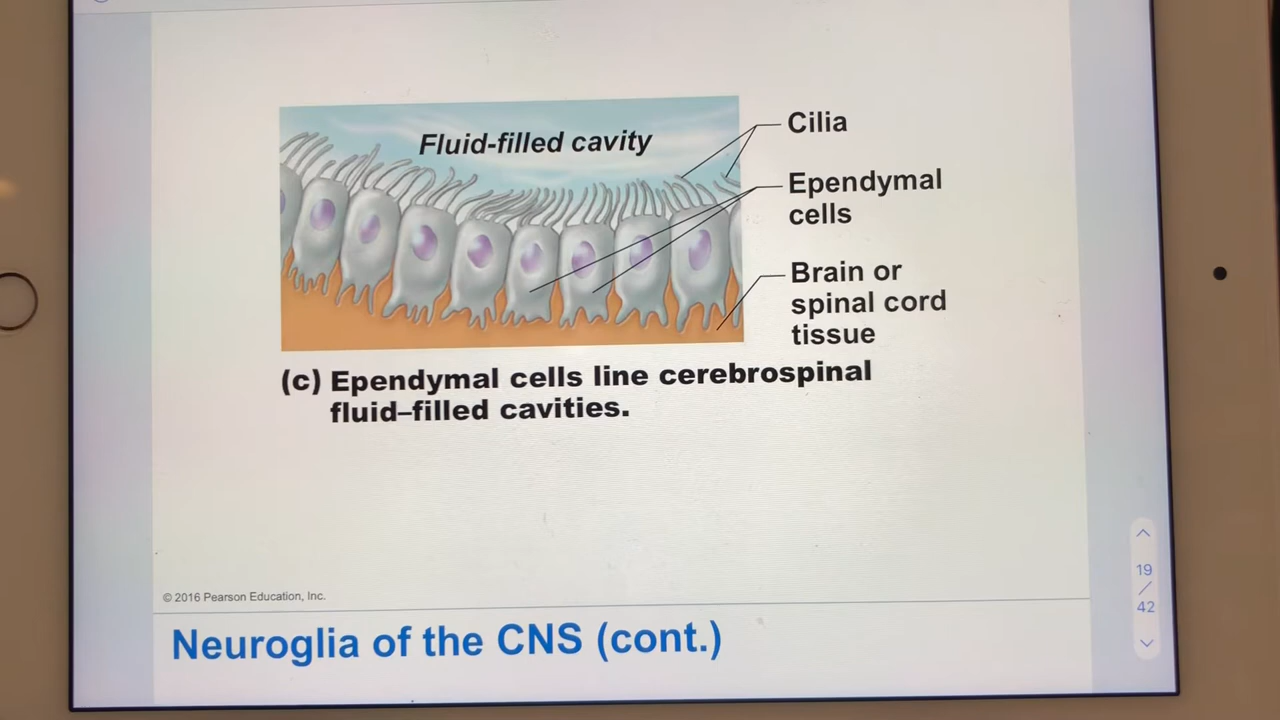 Fluid-filled cavity
Cilia
Ependymal
cells
Brain or
spinal cord
tissue
(c) Ependymal cells line cerebrospinal
fluid–filled cavities.
© 2016 Pearson Education, Inc.
19
/
42
Neuroglia of the CNS (cont.)